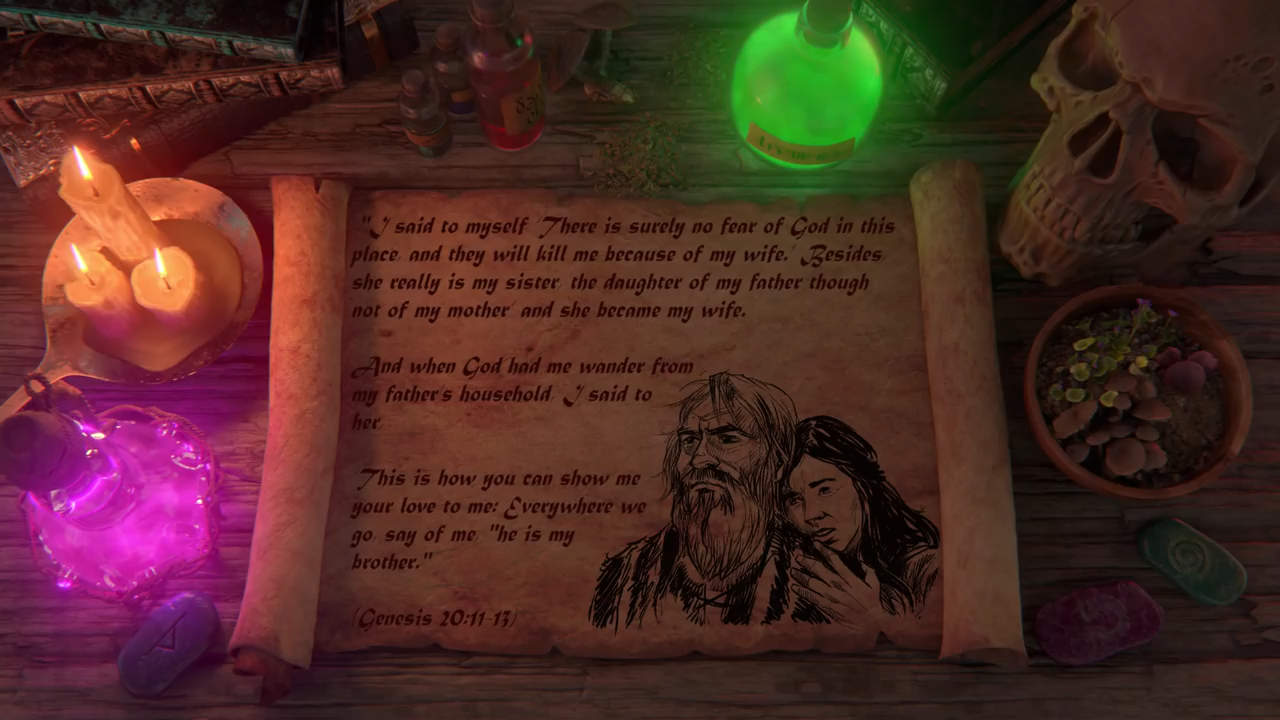 "I said to myself 'There is surely no fear of God in this
place, and they will kill me because of my wife.' Besides,
she really is my sister, the daughter of my father though
not of my mother; and she became my wife.
And when God had me wander from
my father's household, I said to
her,
This is how you can show me
your love to me: Everywhere we
go, say of me, "he is my
brother."
(Genesis 20:11-13)